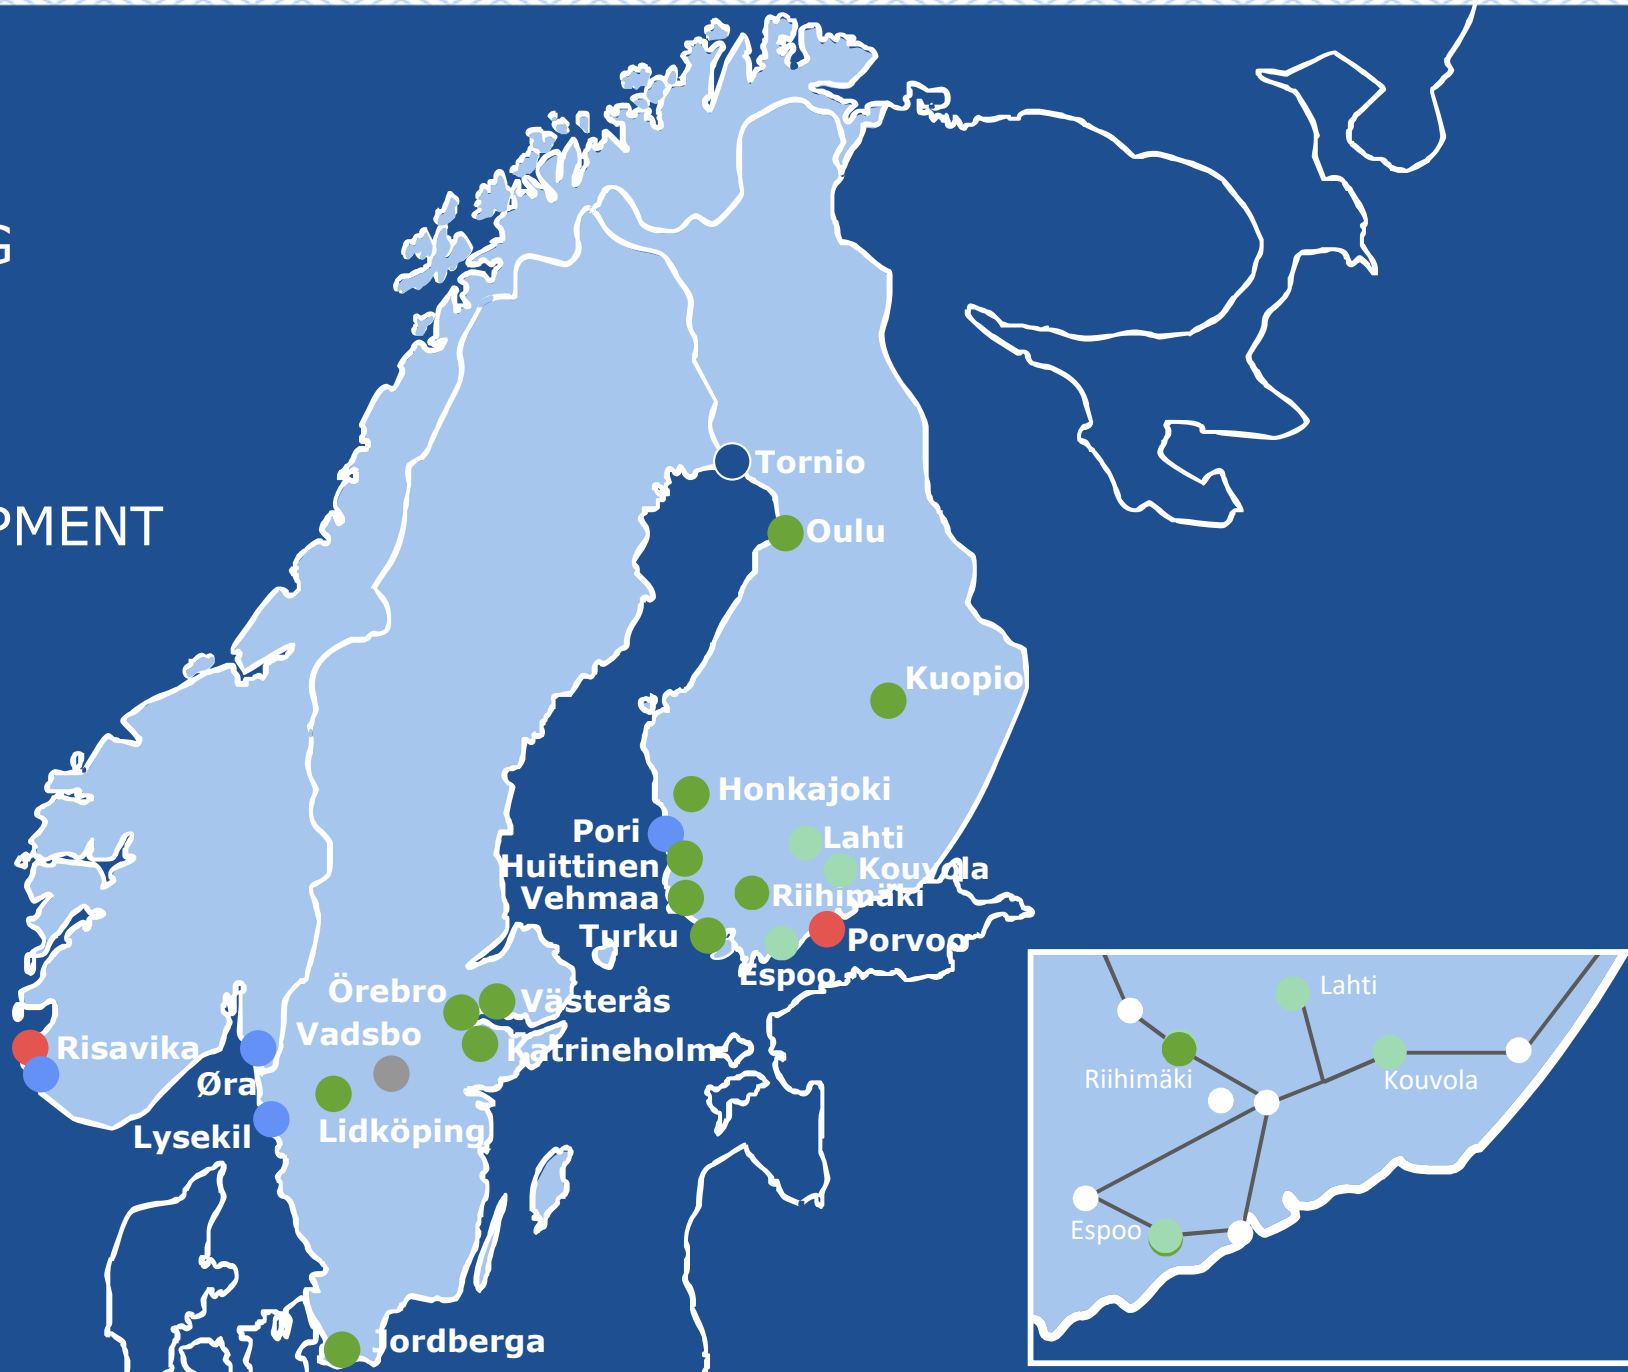 G
PMENT
Tornio
Oulu
Kuopio
Honkajoki
Pori
Lahti
Huittinen
Kouvola
Vehmaa
Riihimäki
Turku
Porvoo
Espoo
Örebro
Västerås
Vadsbo
Katrineholm
Risavika
Øra
Lidköping
Lysekil
Jordberga
Lahti
Riihimäki
Kouvola
Espoo